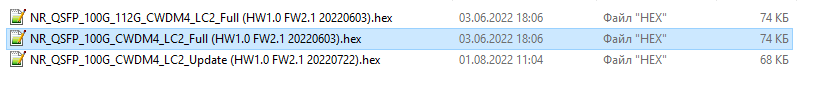 NR_QSFP_100G_112G_CWDM4_LC2_Full (HW1.0 FW2.1 20220603).hex 03.06.2022 18:06 Файл "HEX" 74 КБ
NR_QSFP_100G_CWDM4_LC2_Full (HW1.0 FW2.1 20220603).hex 03.06.2022 18:06 Файл "HEX" 74 КБ
NR_QSFP_100G_CWDM4_LC2_Update (HW1.0 FW2.1 20220722).hex 01.08.2022 11:04 Файл "HEX" 68 КБ